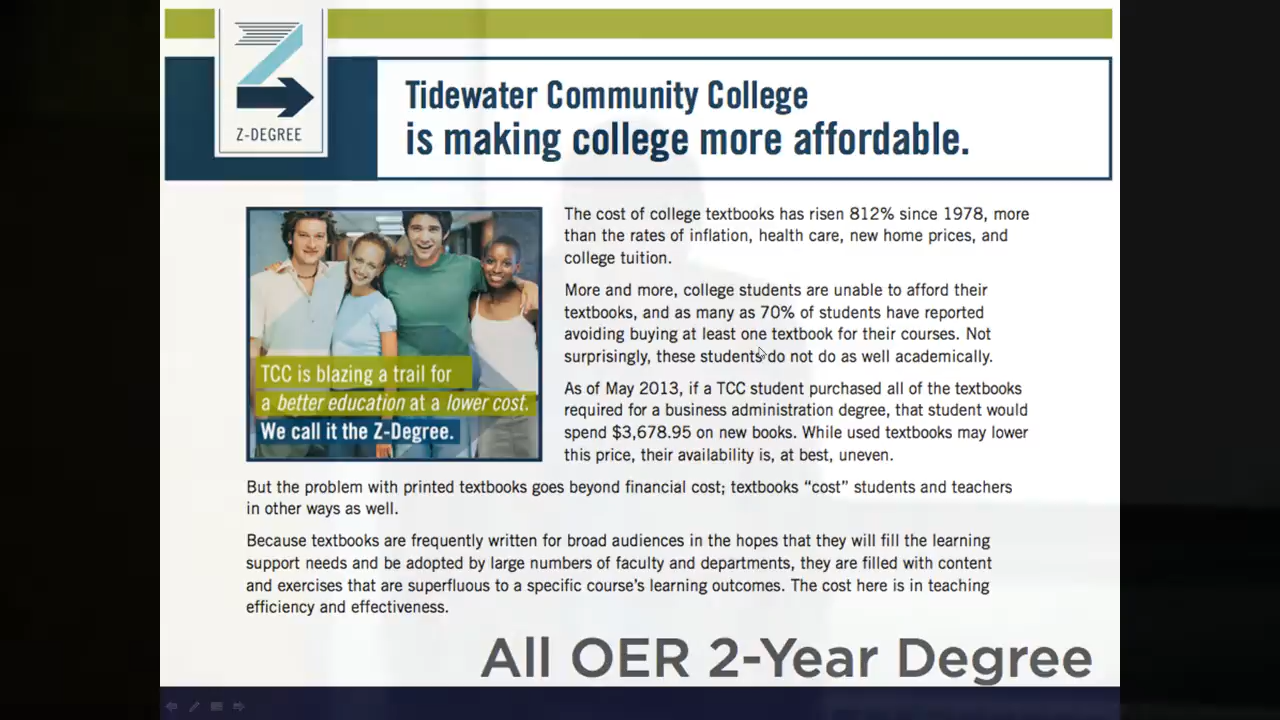 Z-DEGREE
Tidewater Community College
is making college more affordable.
TCC is blazing a trail for
a better education at a lower cost.
We call it the Z-Degree.
The cost of college textbooks has risen 812% since 1978, more
than the rates of inflation, health care, new home prices, and
college tuition.
More and more, college students are unable to afford their
textbooks, and as many as 70% of students have reported
avoiding buying at least one textbook for their courses. Not
surprisingly, these students do not do as well academically.
As of May 2013, if a TCC student purchased all of the textbooks
required for a business administration degree, that student would
spend $3,678.95 on new books. While used textbooks may lower
this price, their availability is, at best, uneven.
But the problem with printed textbooks goes beyond financial cost; textbooks “cost” students and teachers
in other ways as well.
Because textbooks are frequently written for broad audiences in the hopes that they will fill the learning
support needs and be adopted by large numbers of faculty and departments, they are filled with content
and exercises that are superfluous to a specific course’s learning outcomes. The cost here is in teaching
efficiency and effectiveness.
All OER 2-Year Degree